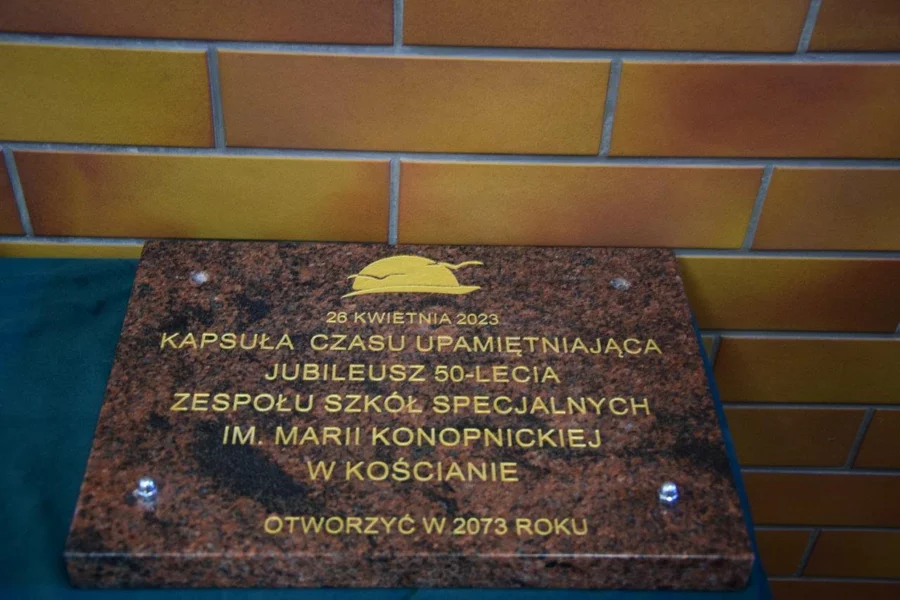 26 KWIETNIA 2023
KAPSUŁA CZASU UPAMIĘTNIAJĄCA
JUBILEUSZ 50-LECIA
ZESPOŁU SZKÓŁ SPECJALNYCH
IM. MARII KONOPNICKIEJ
W KOŚCIANIE
OTWORZYĆ W 2073 ROKU